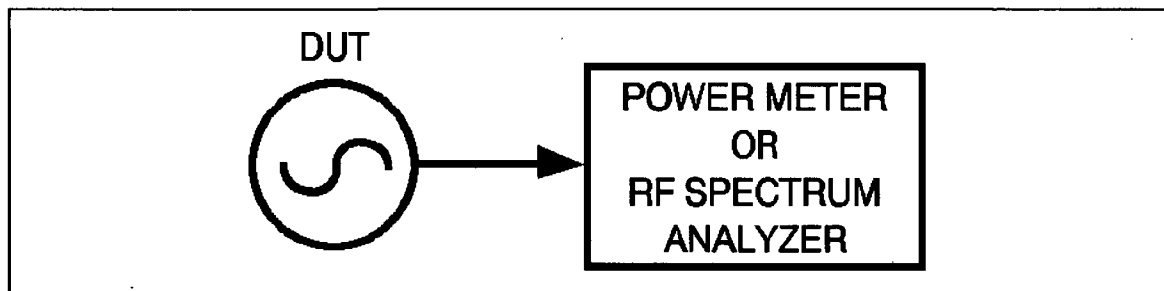 DUT
POWER METER
OR
RF SPECTRUM
ANALYZER